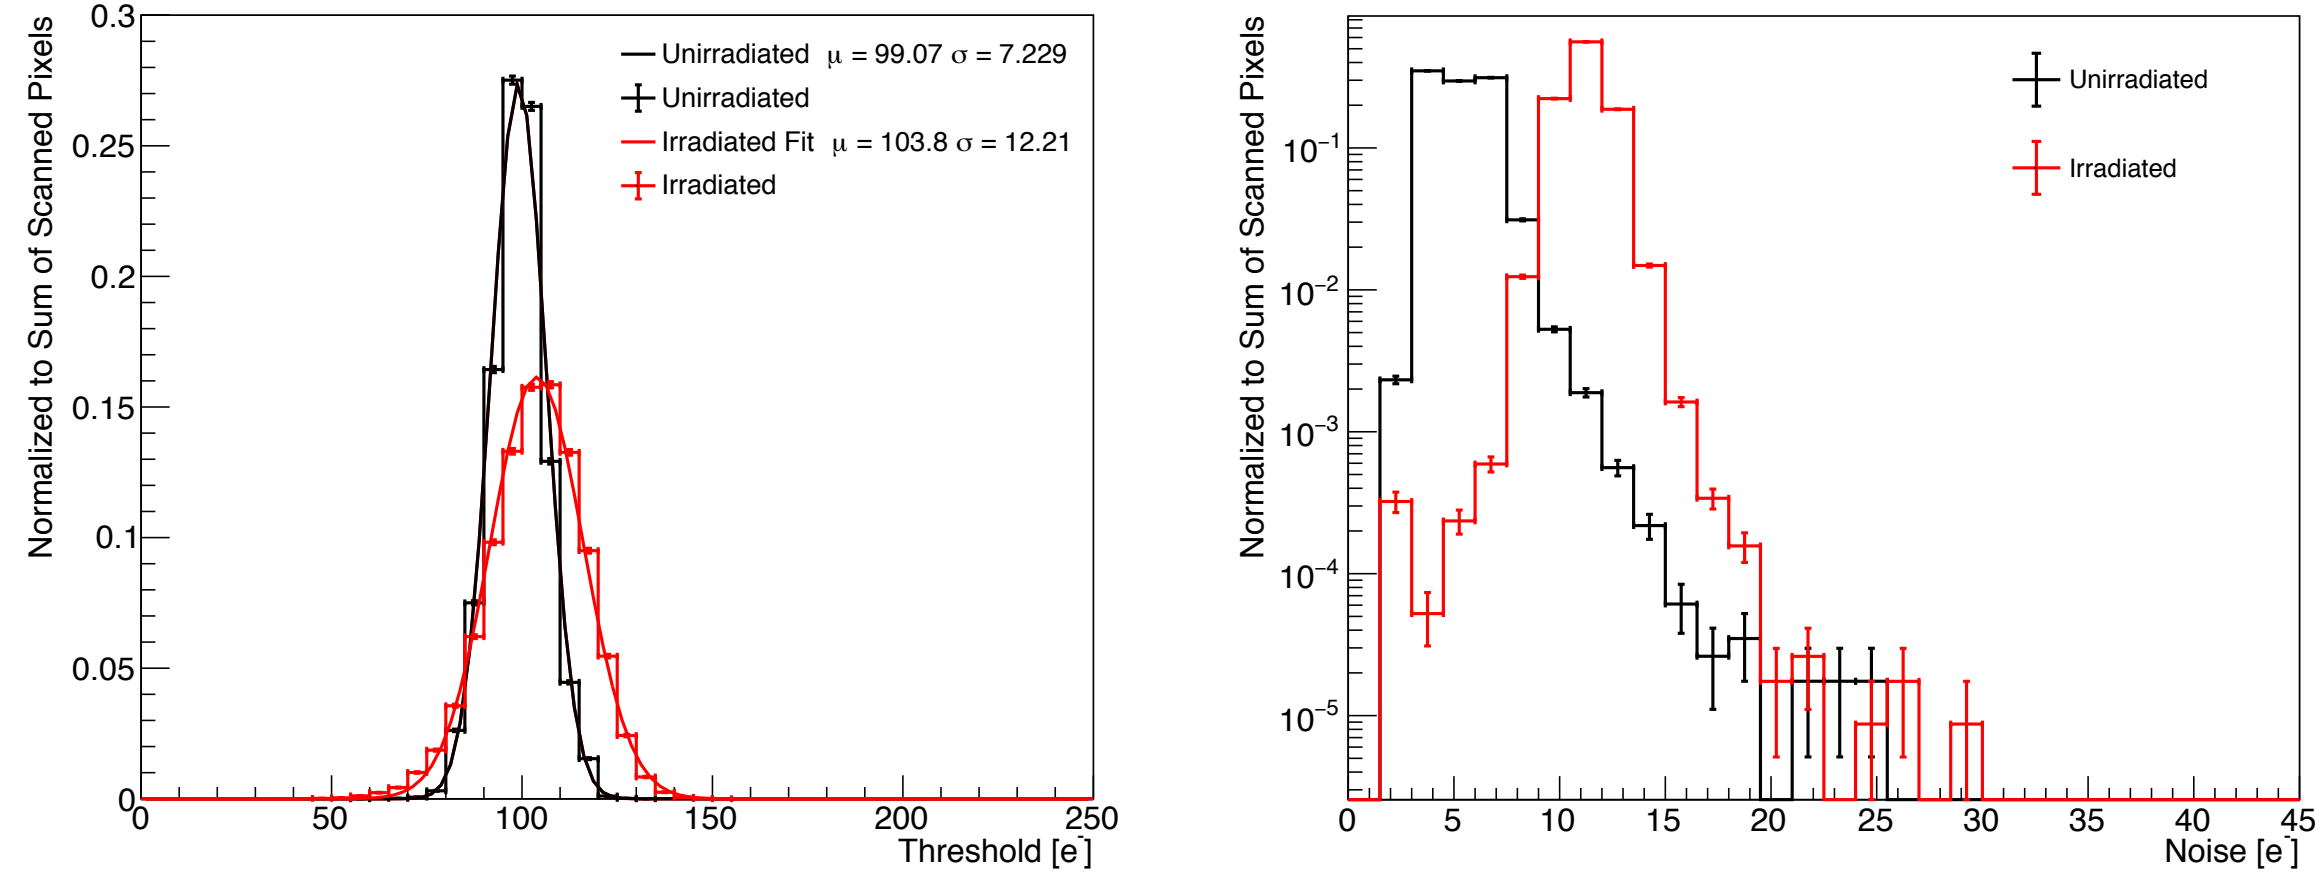 Normalized to Sum of Scanned Pixels
0.3
0.25
0.2
0.15
0.1
0.05
0
Unirradiated μ = 99.07 σ = 7.229
Unirradiated
Irradiated Fit μ = 103.8 σ = 12.21
Irradiated
0 50 100 150 200 250
Threshold [e⁻]
Normalized to Sum of Scanned Pixels
10⁻¹
10⁻²
10⁻³
10⁻⁴
10⁻⁵
Unirradiated
Irradiated
0 5 10 15 20 25 30 35 40 45
Noise [e⁻]